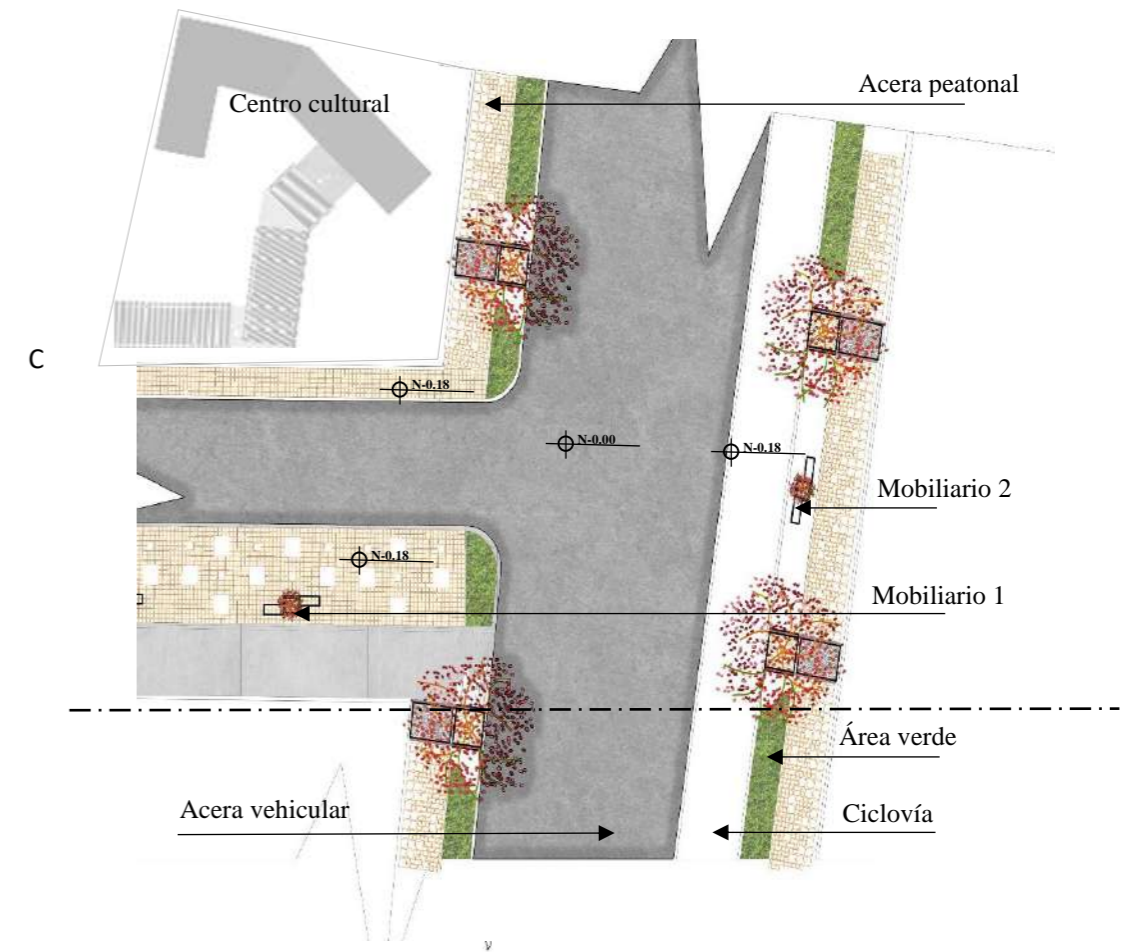 Acera peatonal
Centro cultural
C
N-0.18
N-0.00
N-0.18
Mobiliario 2
N-0.18
Mobiliario 1
Área verde
Acera vehicular
Ciclovía
v